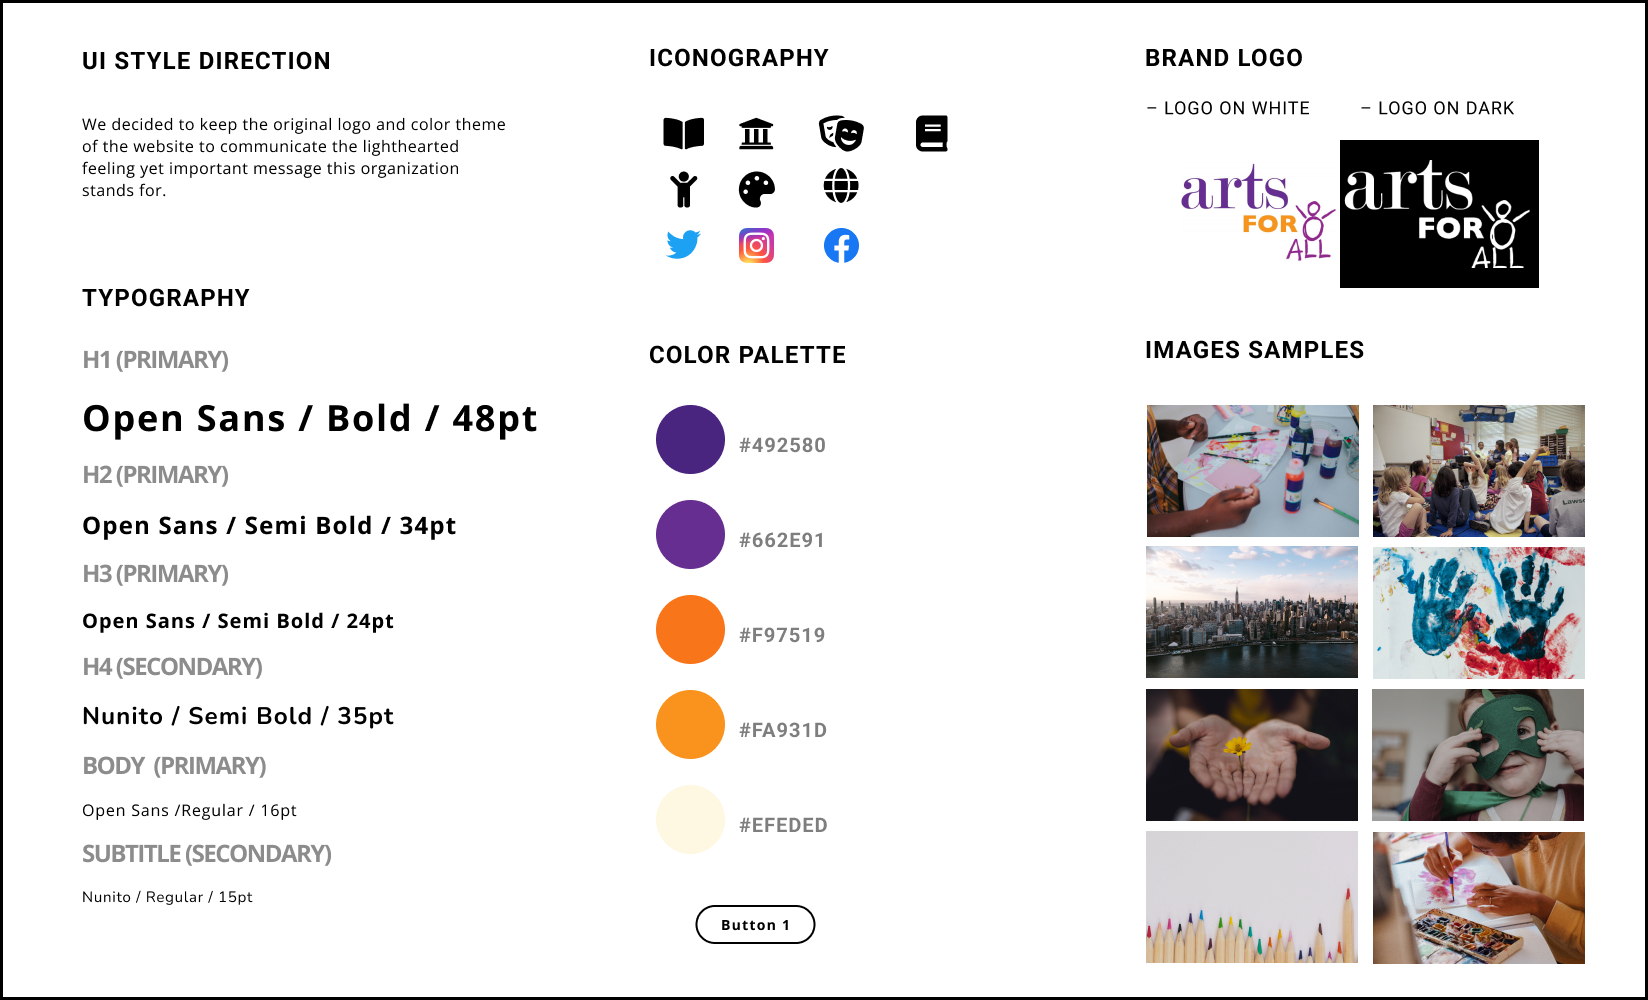 UI STYLE DIRECTION
We decided to keep the original logo and color theme
of the website to communicate the lighthearted
feeling yet important message this organization
stands for.
TYPOGRAPHY
H1 (PRIMARY)
Open Sans / Bold / 48pt
H2 (PRIMARY)
Open Sans / Semi Bold / 34pt
H3 (PRIMARY)
Open Sans / Semi Bold / 24pt
H4 (SECONDARY)
Nunito / Semi Bold / 35pt
BODY (PRIMARY)
Open Sans /Regular / 16pt
SUBTITLE (SECONDARY)
Nunito / Regular / 15pt
ICONOGRAPHY
COLOR PALETTE
#492580
#662E91
#F97519
#FA931D
#EFEDED
Button 1
BRAND LOGO
– LOGO ON WHITE
– LOGO ON DARK
arts
FOR
ALL
arts
FOR
ALL
IMAGES SAMPLES